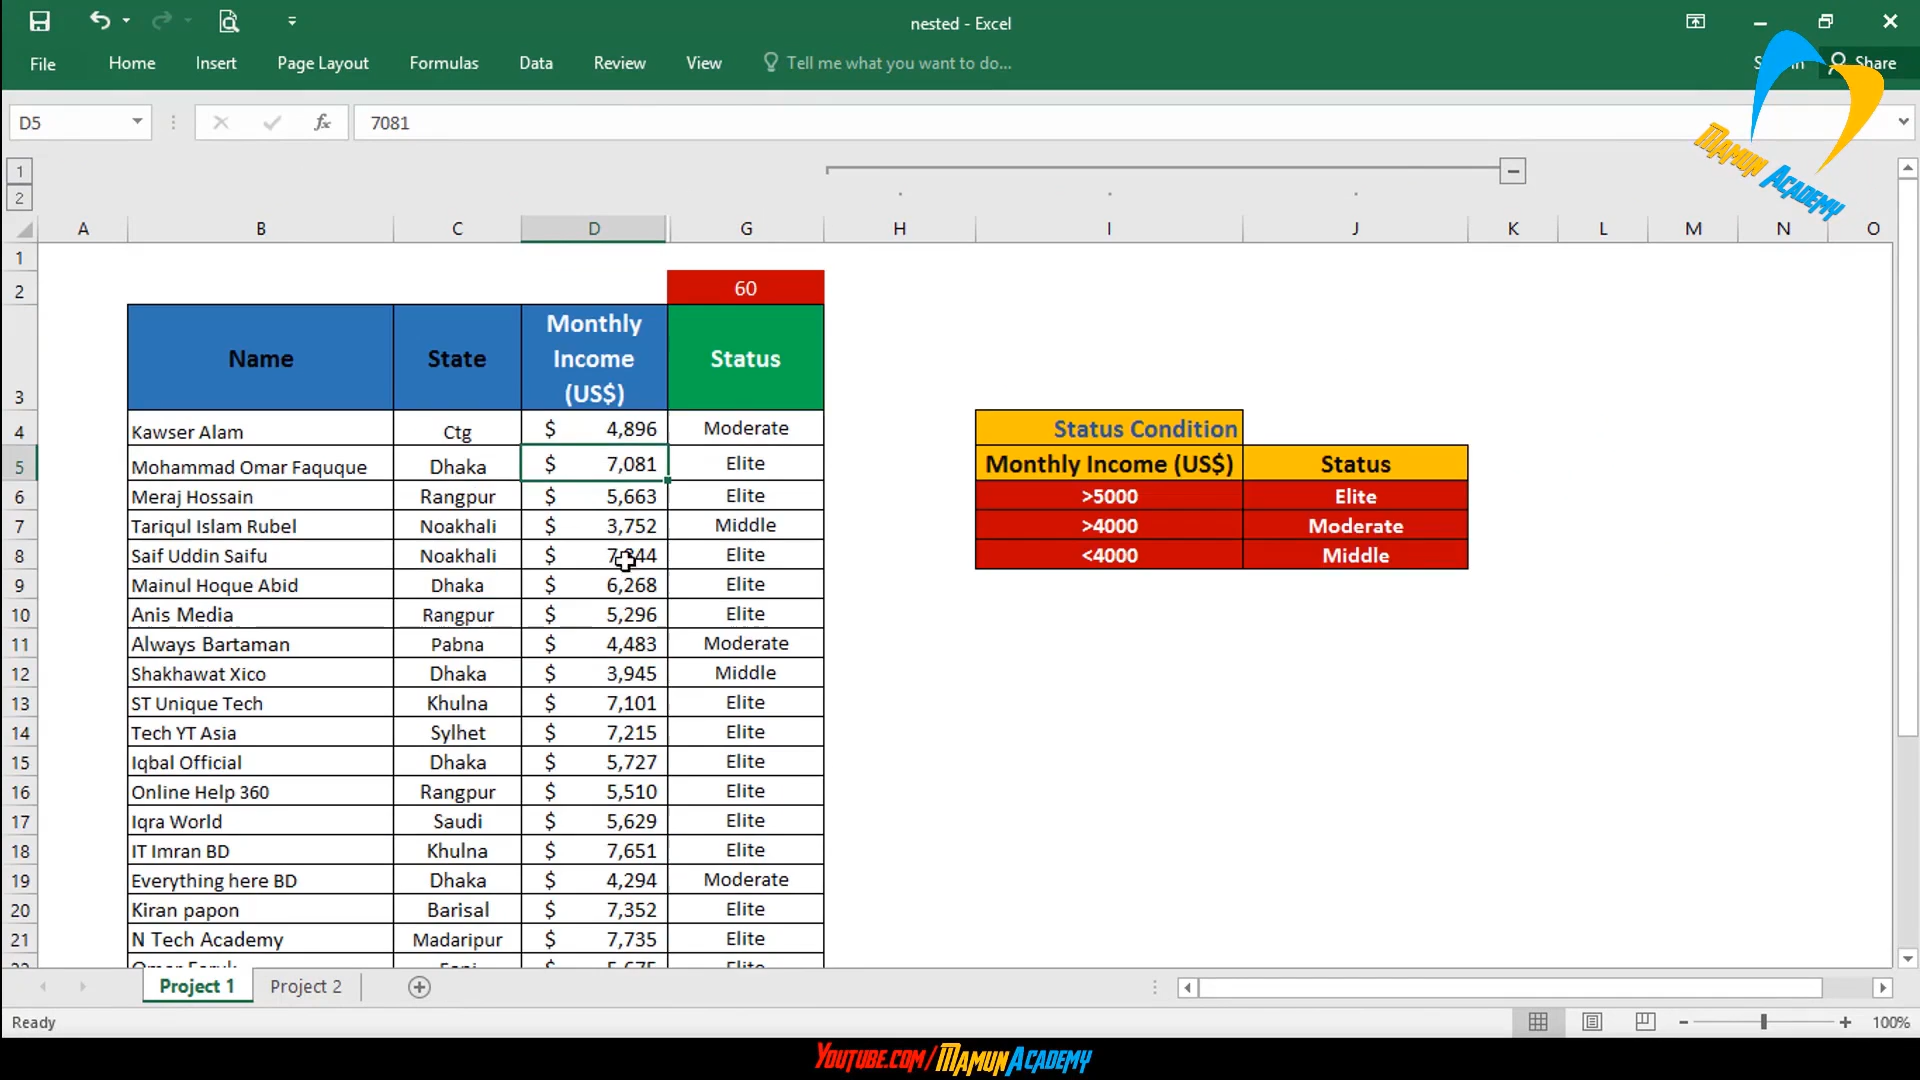 nested - Excel
File Home Insert Page Layout Formulas Data Review View Tell me what you want to do... Share
D5 fx 7081
Mamun
Academy
1
2
A B C D G H I J K L M N O
1
2 60
3 Name State Monthly Income (US$) Status
4 Kawser Alam Ctg $ 4,896 Moderate Status Condition
5 Mohammad Omar Faquque Dhaka $ 7,081 Elite Monthly Income (US$) Status
6 Meraj Hossain Rangpur $ 5,663 Elite >5000 Elite
7 Tariqul Islam Rubel Noakhali $ 3,752 Middle >4000 Moderate
8 Saif Uddin Saifu Noakhali $ Elite <4000 Middle
9 Mainul Hoque Abid Dhaka $ 6,268 Elite
10 Anis Media Rangpur $ 5,296 Elite
11 Always Bartaman Pabna $ 4,483 Moderate
12 Shakhawat Xico Dhaka $ 3,945 Middle
13 ST Unique Tech Khulna $ 7,101 Elite
14 Tech YT Asia Sylhet $ 7,215 Elite
15 Iqbal Official Dhaka $ 5,727 Elite
16 Online Help 360 Rangpur $ 5,510 Elite
17 Iqra World Saudi $ 5,629 Elite
18 IT Imran BD Khulna $ 7,651 Elite
19 Everything here BD Dhaka $ 4,294 Moderate
20 Kiran papon Barisal $ 7,352 Elite
21 N Tech Academy Madaripur $ 7,735 Elite
Project 1 Project 2
Ready 100%
Youtube.com/MamunAcademy